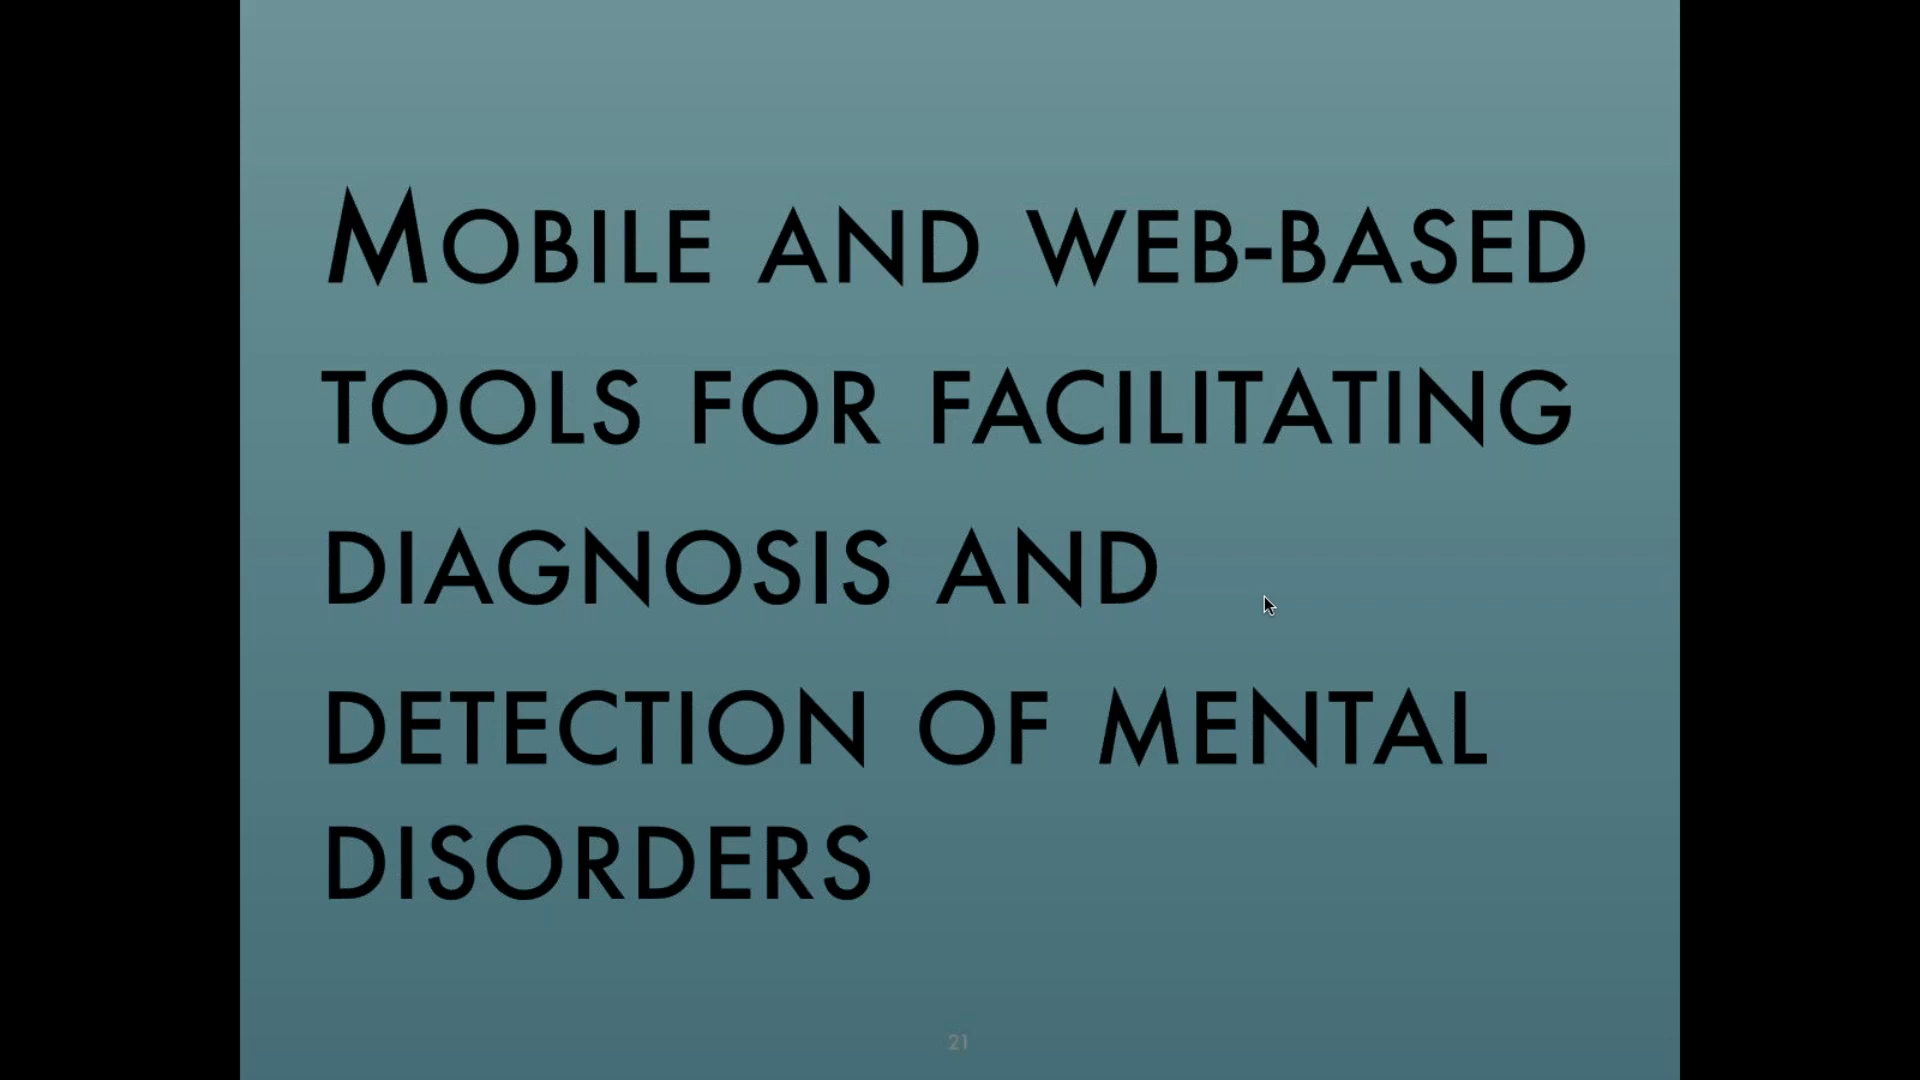 Mobile and web-based
tools for facilitating
diagnosis and
detection of mental
disorders
21